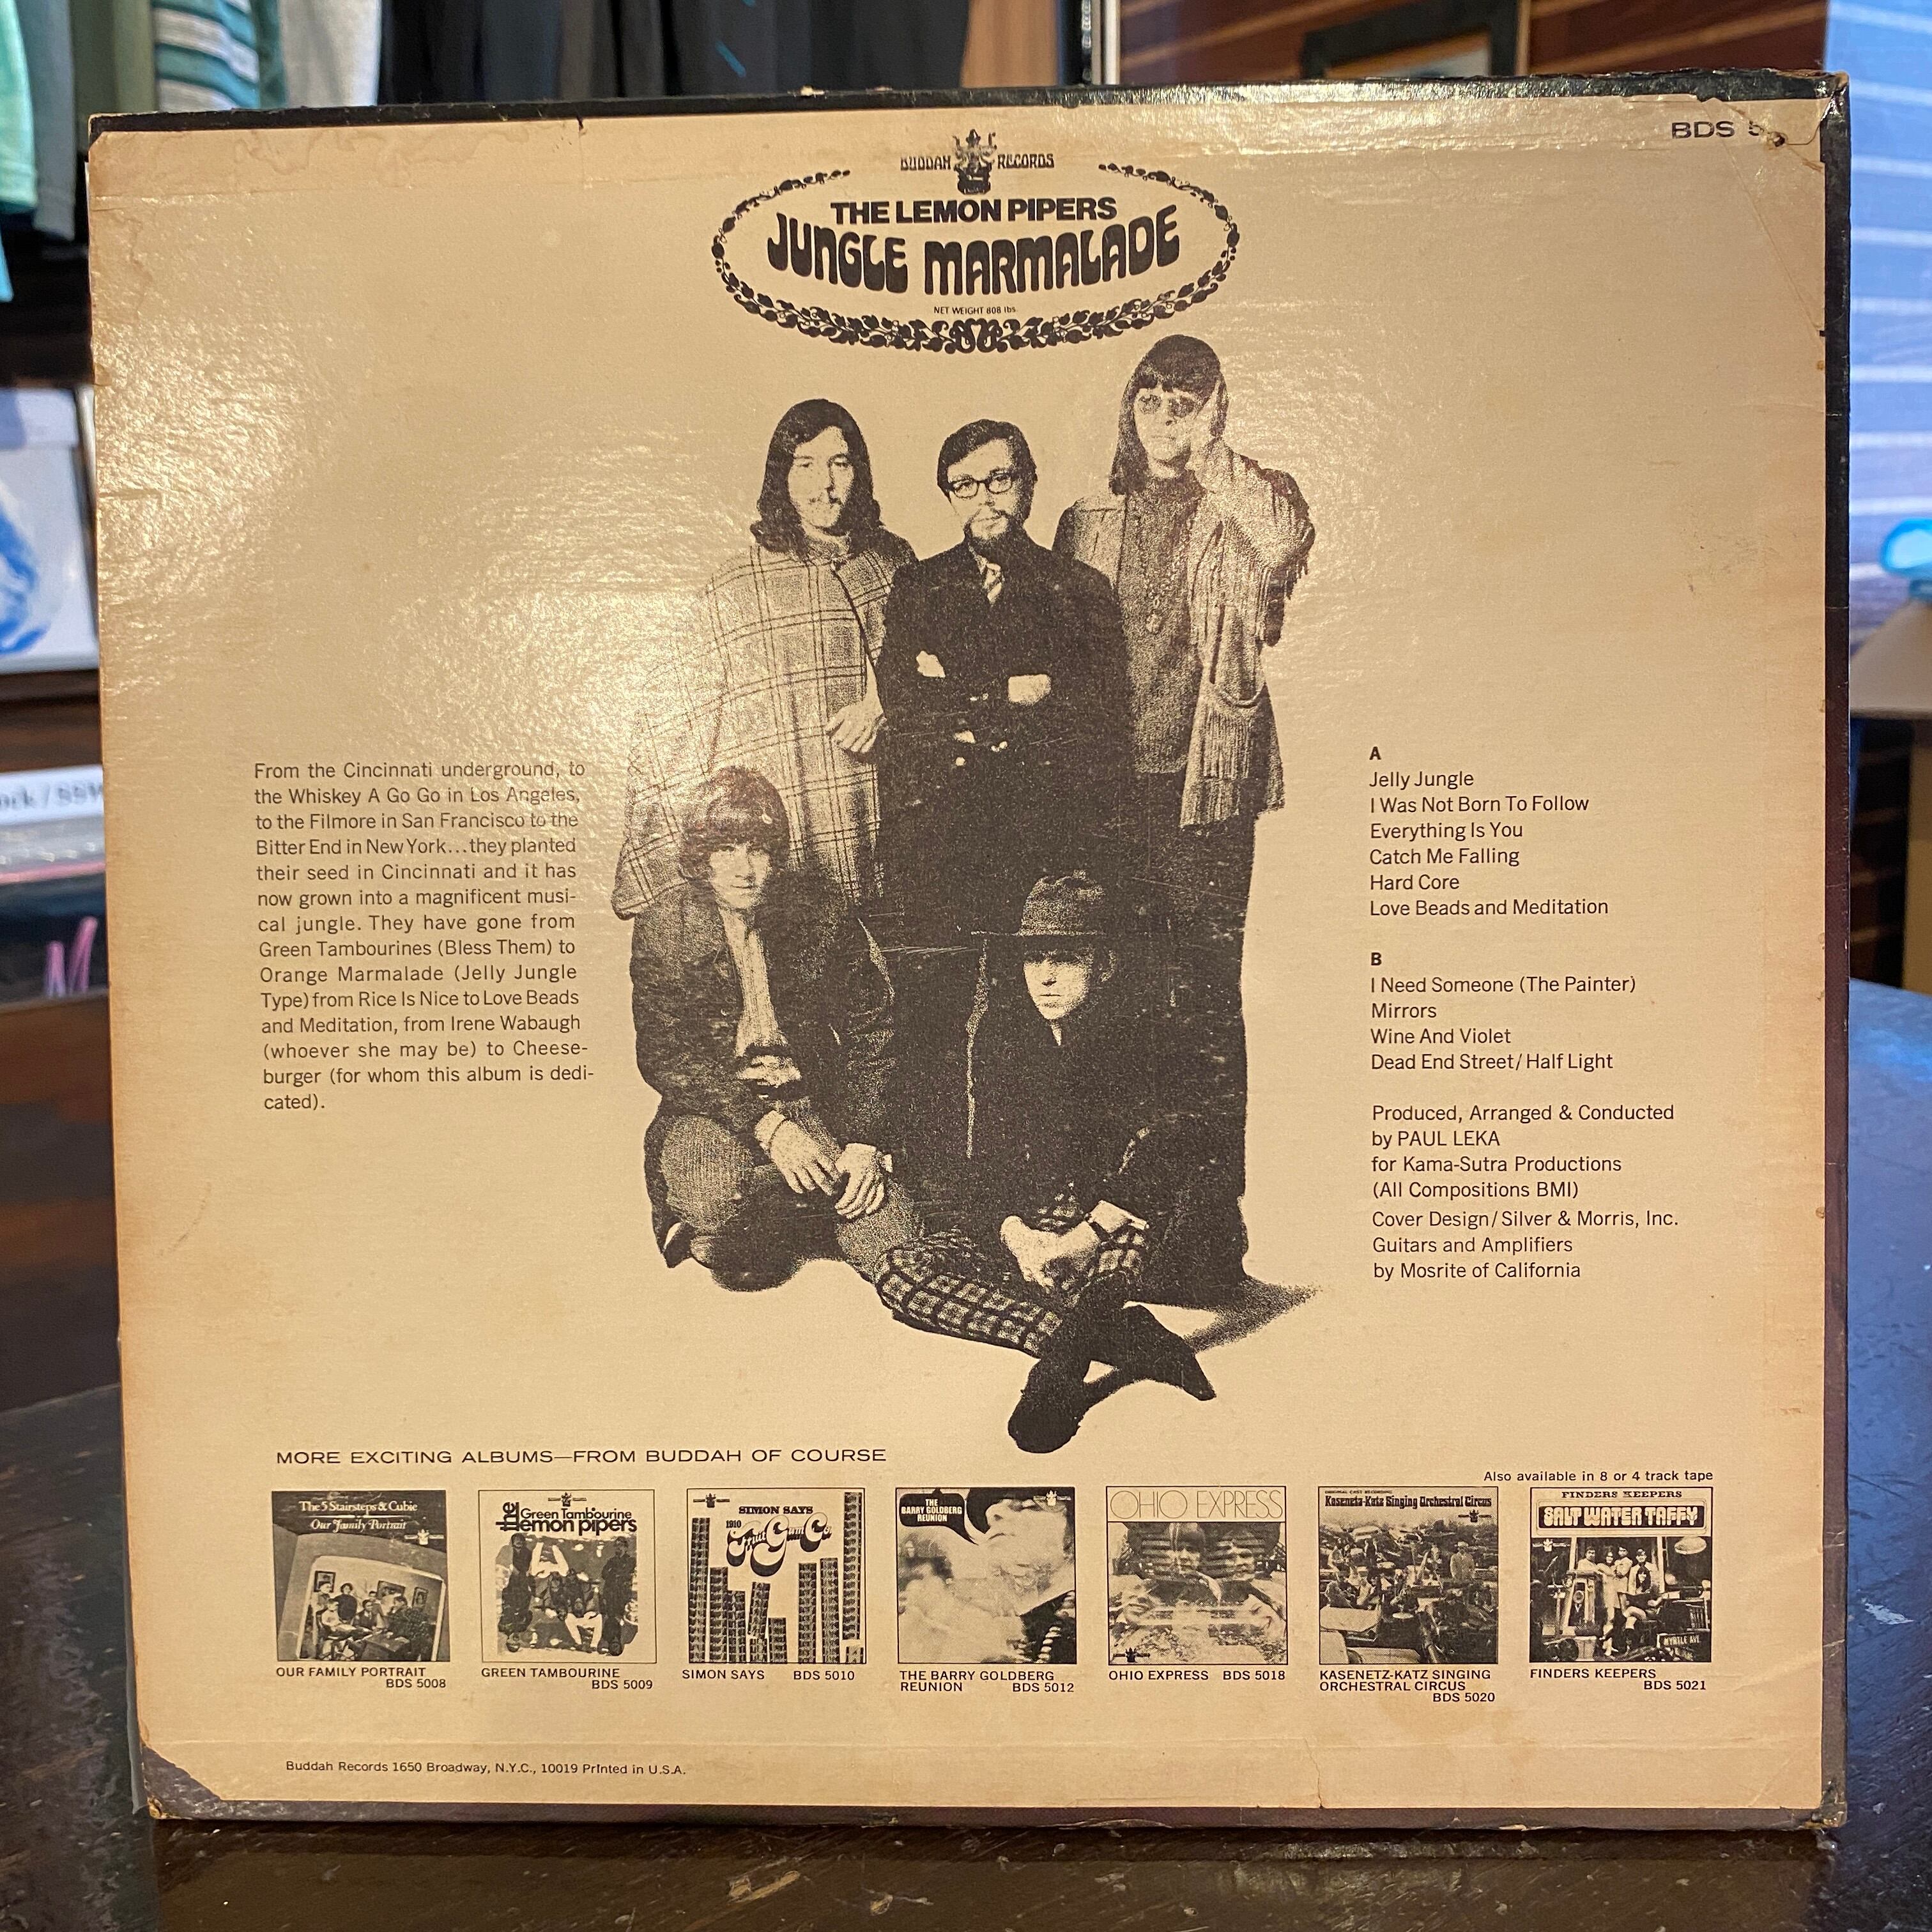 BDS
BUDDAH RECORDS
THE LEMON PIPERS
JUNGLE MARMALADE
NET WEIGHT 808 lbs.
From the Cincinnati underground, to
the Whiskey A Go Go in Los Angeles,
to the Filmore in San Francisco to the
Bitter End in New York...they planted
their seed in Cincinnati and it has
now grown into a magnificent musi-
cal jungle. They have gone from
Green Tambourines (Bless Them) to
Orange Marmalade (Jelly Jungle
Type) from Rice Is Nice to Love Beads
and Meditation, from Irene Wabaugh
(whoever she may be) to Cheese-
burger (for whom this album is dedi-
cated).
A
Jelly Jungle
I Was Not Born To Follow
Everything Is You
Catch Me Falling
Hard Core
Love Beads and Meditation
B
I Need Someone (The Painter)
Mirrors
Wine And Violet
Dead End Street/Half Light
Produced, Arranged & Conducted
by PAUL LEKA
for Kama-Sutra Productions
(All Compositions BMI)
Cover Design/Silver & Morris, Inc.
Guitars and Amplifiers
by Mosrite of California
MORE EXCITING ALBUMS—FROM BUDDAH OF COURSE
Also available in 8 or 4 track tape
The 5 Stairsteps & Cubie
Our Family Portrait
OUR FAMILY PORTRAIT
BDS 5008
Green Tambourine
the lemon pipers
GREEN TAMBOURINE
BDS 5009
SIMON SAYS
1910
Fruit Gum Co.
SIMON SAYS BDS 5010
THE
BARRY GOLDBERG
REUNION
THE BARRY GOLDBERG
REUNION BDS 5012
OHIO EXPRESS
OHIO EXPRESS BDS 5018
Kasenetz-Katz Singing Orchestral Circus
KASENETZ-KATZ SINGING
ORCHESTRAL CIRCUS
BDS 5020
FINDERS KEEPERS
SALT WATER TAFFY
MYRTLE AVE
FINDERS KEEPERS
BDS 5021
Buddah Records 1650 Broadway, N.Y.C., 10019 Printed in U.S.A.